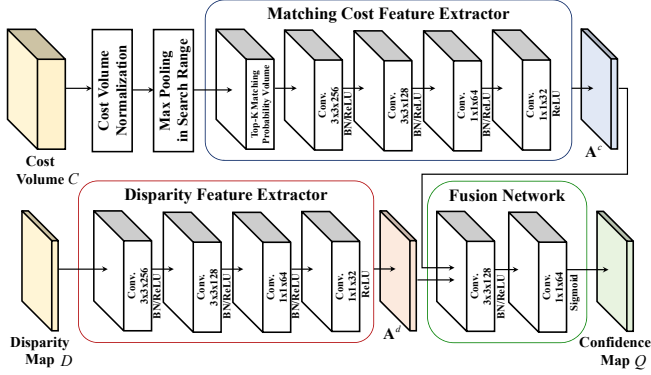 Matching Cost Feature Extractor
Cost Volume
Normalization
Max Pooling
in Search Range
Top-K Matching
Probability Volume
Conv.
3x3x256
BN/ReLU
Conv.
3x3x128
BN/ReLU
Conv.
1x1x64
BN/ReLU
Conv.
1x1x32
ReLU
A^c
Cost
Volume C
Disparity Feature Extractor
Fusion Network
Conv.
3x3x256
BN/ReLU
Conv.
3x3x128
BN/ReLU
Conv.
1x1x64
BN/ReLU
Conv.
1x1x32
ReLU
A^d
Conv.
3x3x128
BN/ReLU
Conv.
1x1x64
Sigmoid
Disparity
Map D
Confidence
Map Q